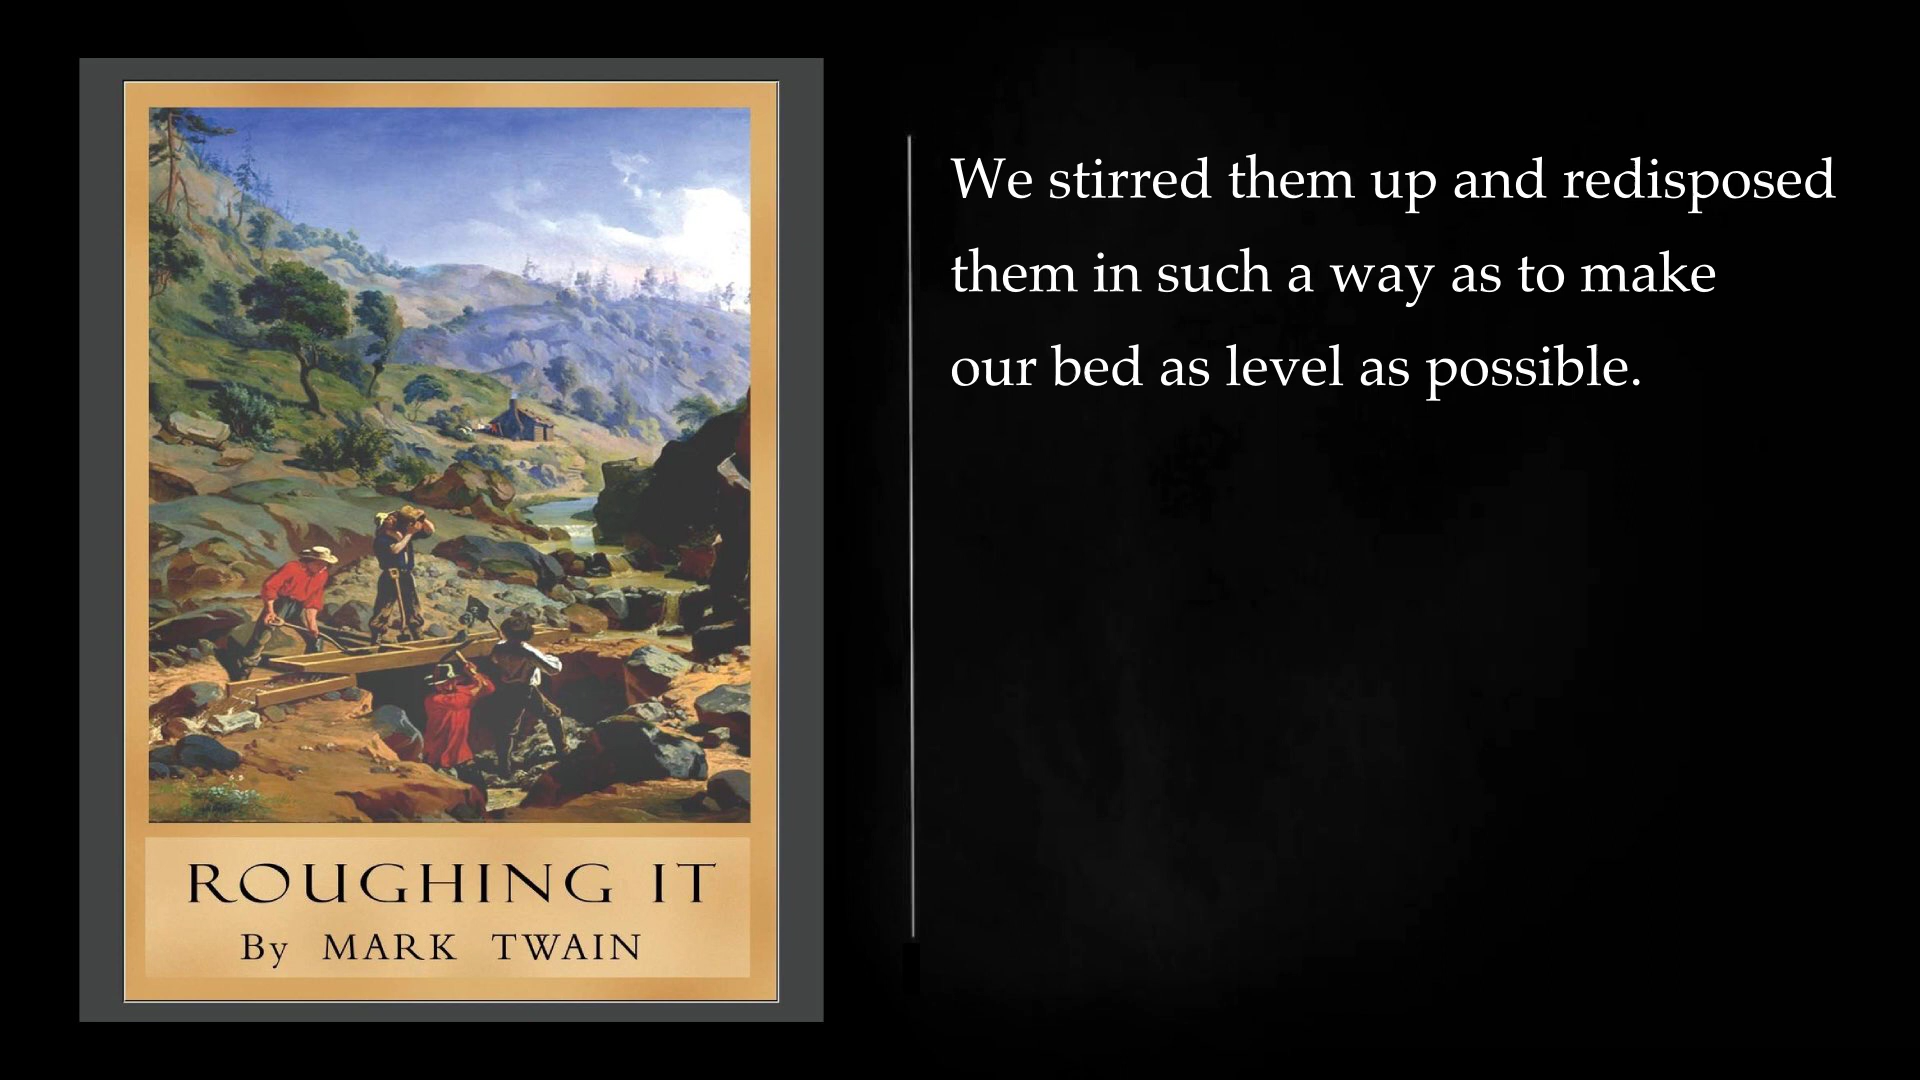 ROUGHING IT
By MARK TWAIN
We stirred them up and redisposed
them in such a way as to make
our bed as level as possible.